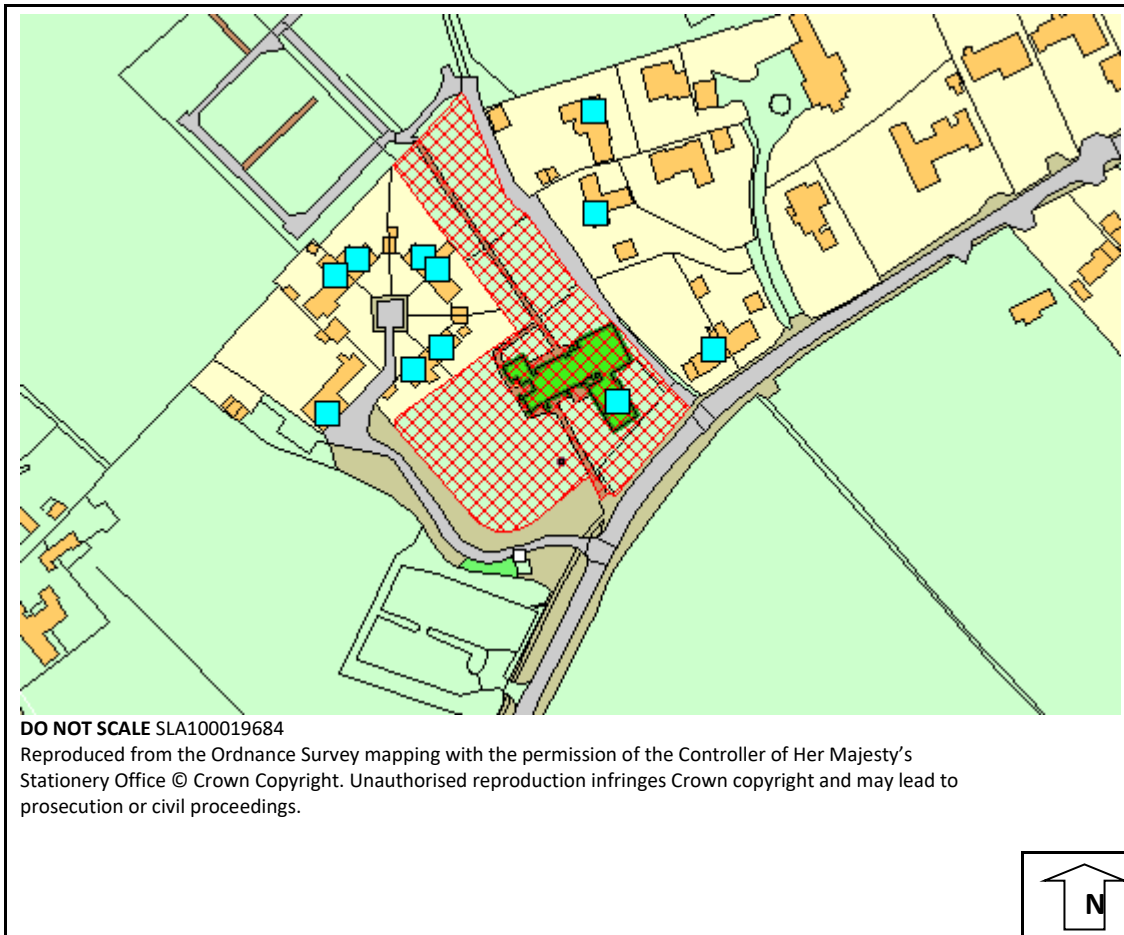 DO NOT SCALE SLA100019684
Reproduced from the Ordnance Survey mapping with the permission of the Controller of Her Majesty's
Stationery Office © Crown Copyright. Unauthorised reproduction infringes Crown copyright and may lead to
prosecution or civil proceedings.
N